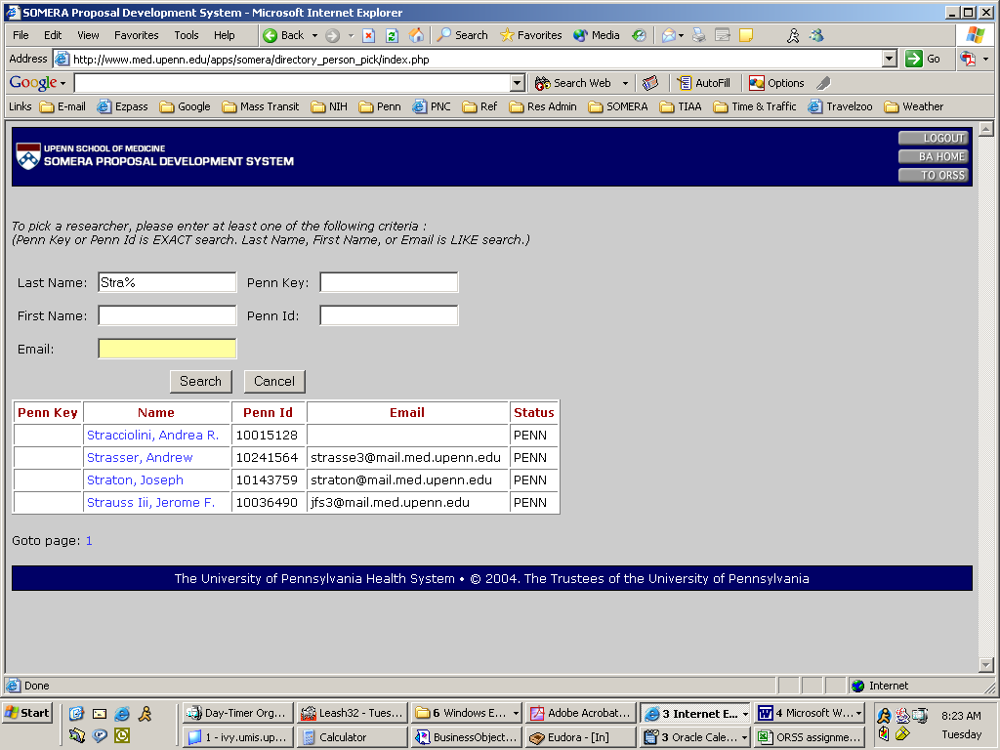 SOMERA Proposal Development System - Microsoft Internet Explorer
File Edit View Favorites Tools Help Back Search Favorites Media
Address http://www.med.upenn.edu/apps/somera/directory_person_pick/index.php Go
Google Search Web AutoFill Options
Links E-mail Ezpass Google Mass Transit NIH Penn PNC Ref Res Admin SOMERA TIAA Time & Traffic Travelzoo Weather
UPENN SCHOOL OF MEDICINE
SOMERA PROPOSAL DEVELOPMENT SYSTEM
LOGOUT
BA HOME
TO ORSS
To pick a researcher, please enter at least one of the following criteria :
(Penn Key or Penn Id is EXACT search. Last Name, First Name, or Email is LIKE search.)
Last Name: Stra% Penn Key:
First Name: Penn Id:
Email:
Search Cancel
Penn Key Name Penn Id Email Status
Stracciolini, Andrea R. 10015128 PENN
Strasser, Andrew 10241564 strasse3@mail.med.upenn.edu PENN
Straton, Joseph 10143759 straton@mail.med.upenn.edu PENN
Strauss Iii, Jerome F. 10036490 jfs3@mail.med.upenn.edu PENN
Goto page: 1
The University of Pennsylvania Health System • © 2004. The Trustees of the University of Pennsylvania
Done Internet
Start Day-Timer Org... Leash32 - Tues... 6 Windows E... Adobe Acrobat... 3 Internet E... 4 Microsoft W... 8:23 AM
1 - ivy.umis.up... Calculator BusinessObject... Eudora - [In] 3 Oracle Cale... ORSS assignme... Tuesday